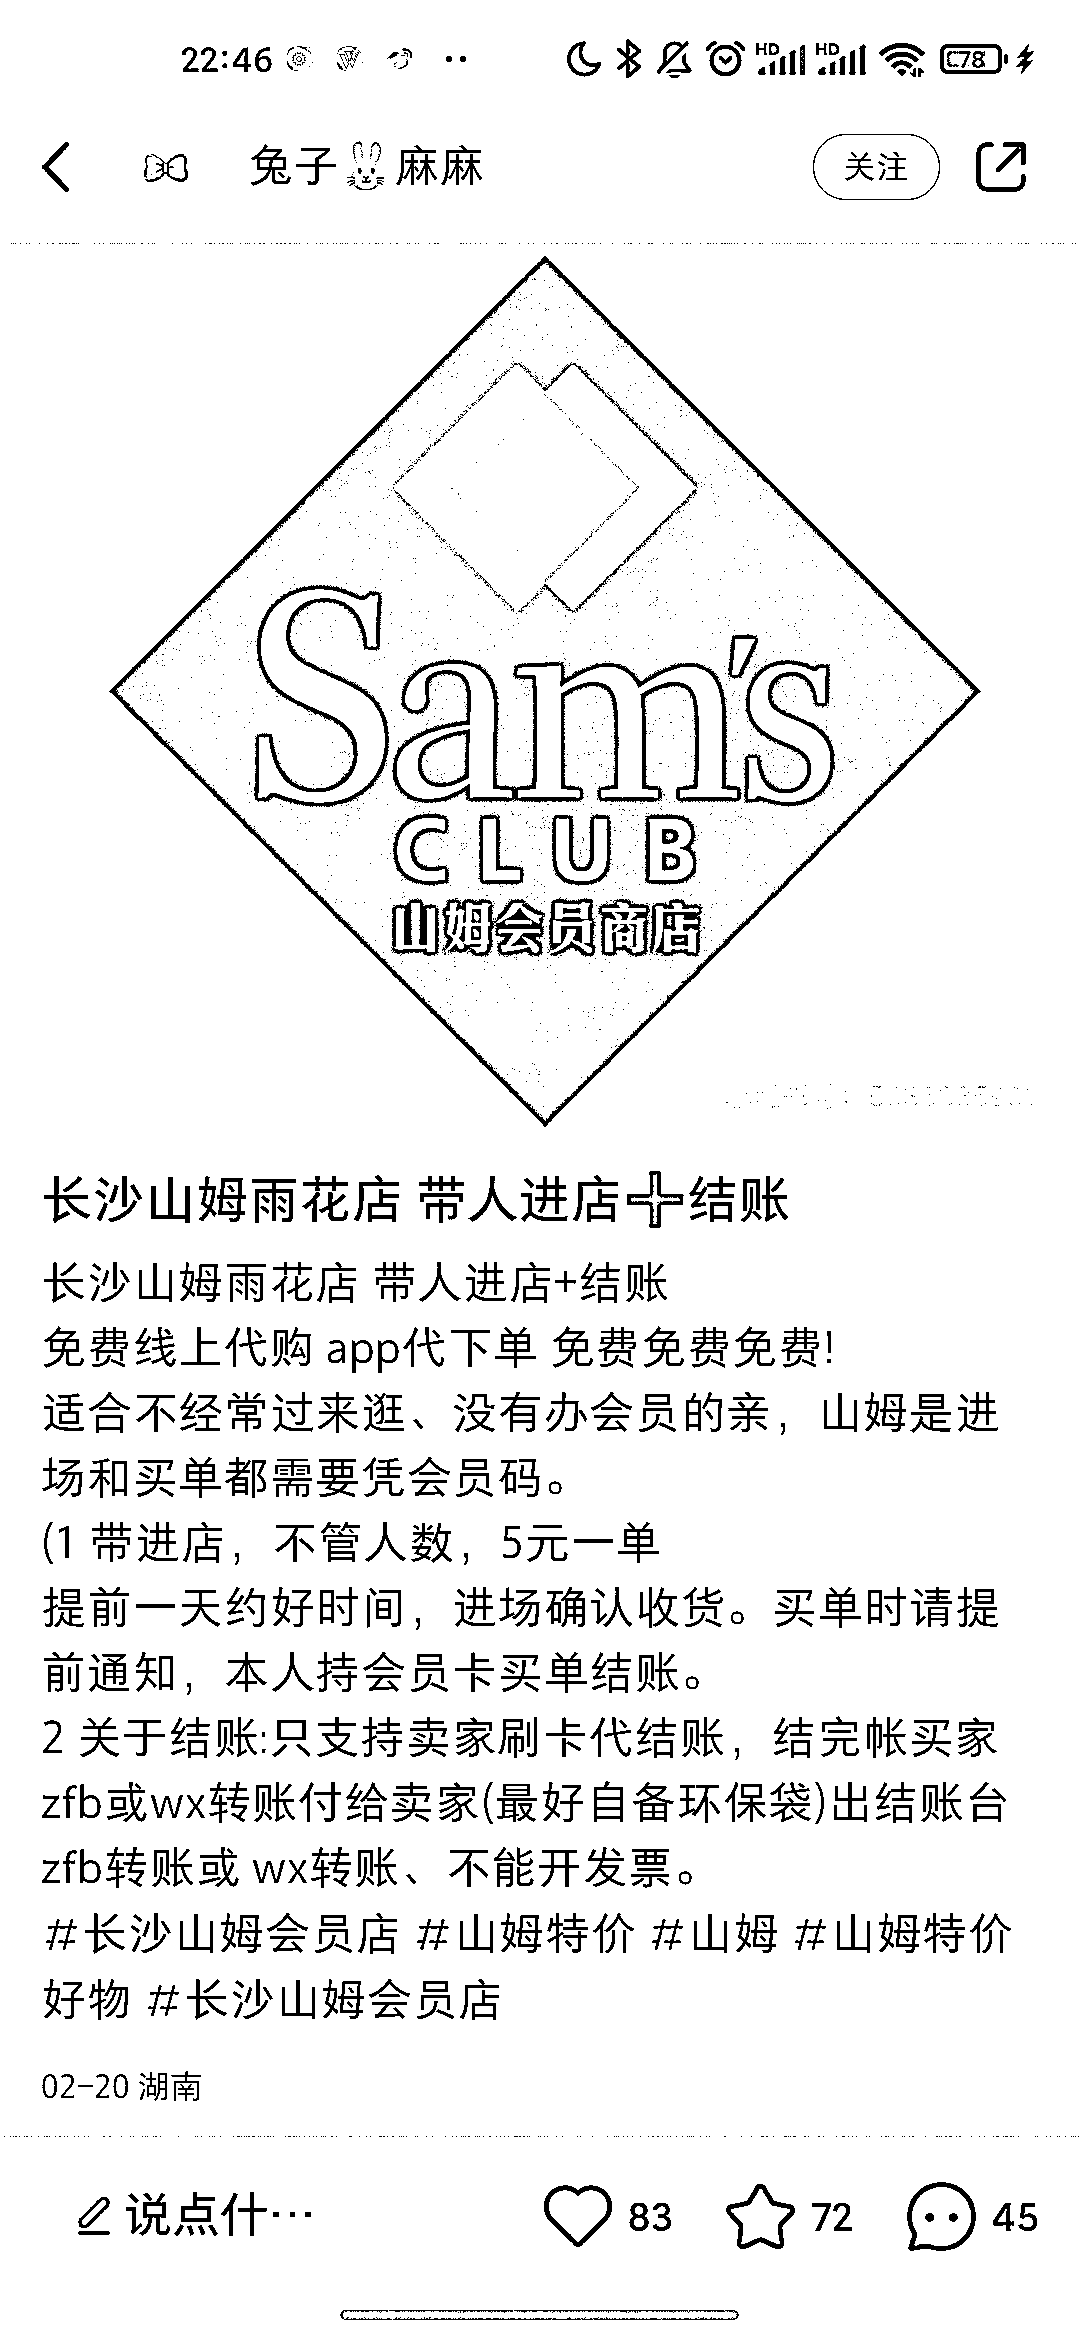 22:46
HD HD 78
兔子🐰麻麻
关注
Sam's
CLUB
山姆会员商店
长沙山姆雨花店 带人进店➕结账
长沙山姆雨花店 带人进店+结账
免费线上代购 app代下单 免费免费免费!
适合不经常过来逛、没有办会员的亲，山姆是进
场和买单都需要凭会员码。
(1 带进店，不管人数，5元一单
提前一天约好时间，进场确认收货。买单时请提
前通知，本人持会员卡买单结账。
2 关于结账:只支持卖家刷卡代结账，结完帐买家
zfb或wx转账付给卖家(最好自备环保袋)出结账台
zfb转账或 wx转账、不能开发票。
#长沙山姆会员店 #山姆特价 #山姆 #山姆特价
好物 #长沙山姆会员店
02-20 湖南
说点什… 83 72 45